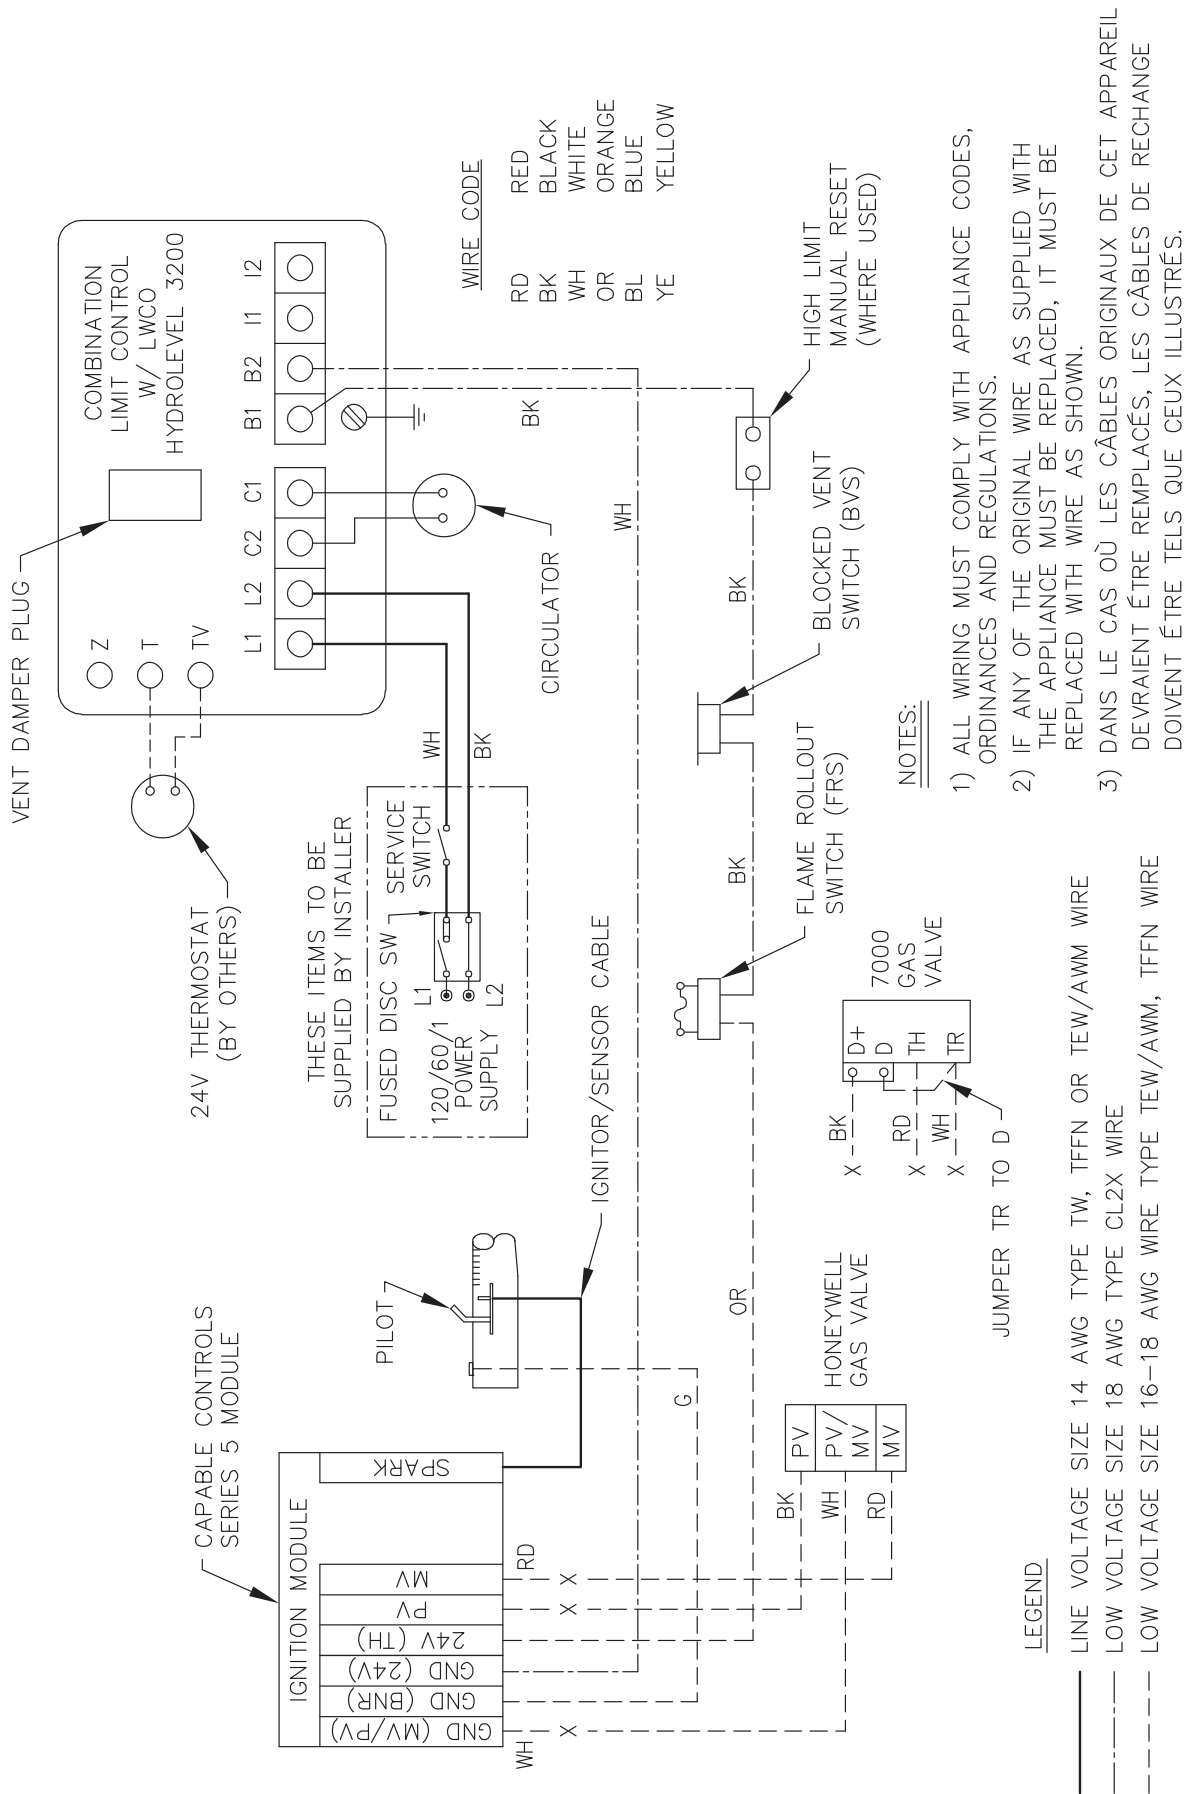 VENT DAMPER PLUG
COMBINATION
LIMIT CONTROL
W/ LWCO
HYDROLEVEL 3200
Z
T
TV
L1
L2
C2
C1
B1
B2
I1
I2
24V THERMOSTAT
(BY OTHERS)
THESE ITEMS TO BE
SUPPLIED BY INSTALLER
FUSED DISC SW
SERVICE
SWITCH
L1
L2
120/60/1
POWER
SUPPLY
WH
BK
CIRCULATOR
BK
WH
WIRE CODE
RD RED
BK BLACK
WH WHITE
OR ORANGE
BL BLUE
YE YELLOW
CAPABLE CONTROLS
SERIES 5 MODULE
IGNITION MODULE
SPARK
MV
PV
24V (TH)
GND (24V)
GND (BNR)
GND (MV/PV)
PILOT
IGNITOR/SENSOR CABLE
RD
WH
X
X
X
G
OR
BK
BK
HIGH LIMIT
MANUAL RESET
(WHERE USED)
BLOCKED VENT
SWITCH (BVS)
FLAME ROLLOUT
SWITCH (FRS)
BK
WH
RD
PV
PV/
MV
MV
HONEYWELL
GAS VALVE
X BK
X RD
X WH
D+
D
TH
TR
7000
GAS
VALVE
JUMPER TR TO D
LEGEND
LINE VOLTAGE SIZE 14 AWG TYPE TW, TFFN OR TEW/AWM WIRE
LOW VOLTAGE SIZE 18 AWG TYPE CL2X WIRE
LOW VOLTAGE SIZE 16-18 AWG WIRE TYPE TEW/AWM, TFFN WIRE
NOTES:
1) ALL WIRING MUST COMPLY WITH APPLIANCE CODES,
ORDINANCES AND REGULATIONS.
2) IF ANY OF THE ORIGINAL WIRE AS SUPPLIED WITH
THE APPLIANCE MUST BE REPLACED, IT MUST BE
REPLACED WITH WIRE AS SHOWN.
3) DANS LE CAS OÙ LES CÂBLES ORIGINAUX DE CET APPAREIL
DEVRAIENT ÉTRE REMPLACÉS, LES CÂBLES DE RECHANGE
DOIVENT ÉTRE TELS QUE CEUX ILLUSTRÉS.